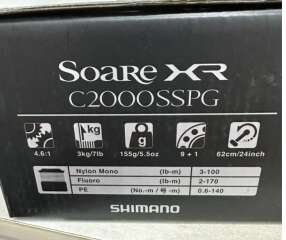 SOARE XR
C2000SSPG
kg
g
4.6:1 3kg/7lb 155g/5.5oz 9 + 1 62cm/24inch
Nylon Mono (lb-m) 3-100
Fluoro (lb-m) 2-170
PE (No.-m / 号-m) 0.6-140
SHIMANO